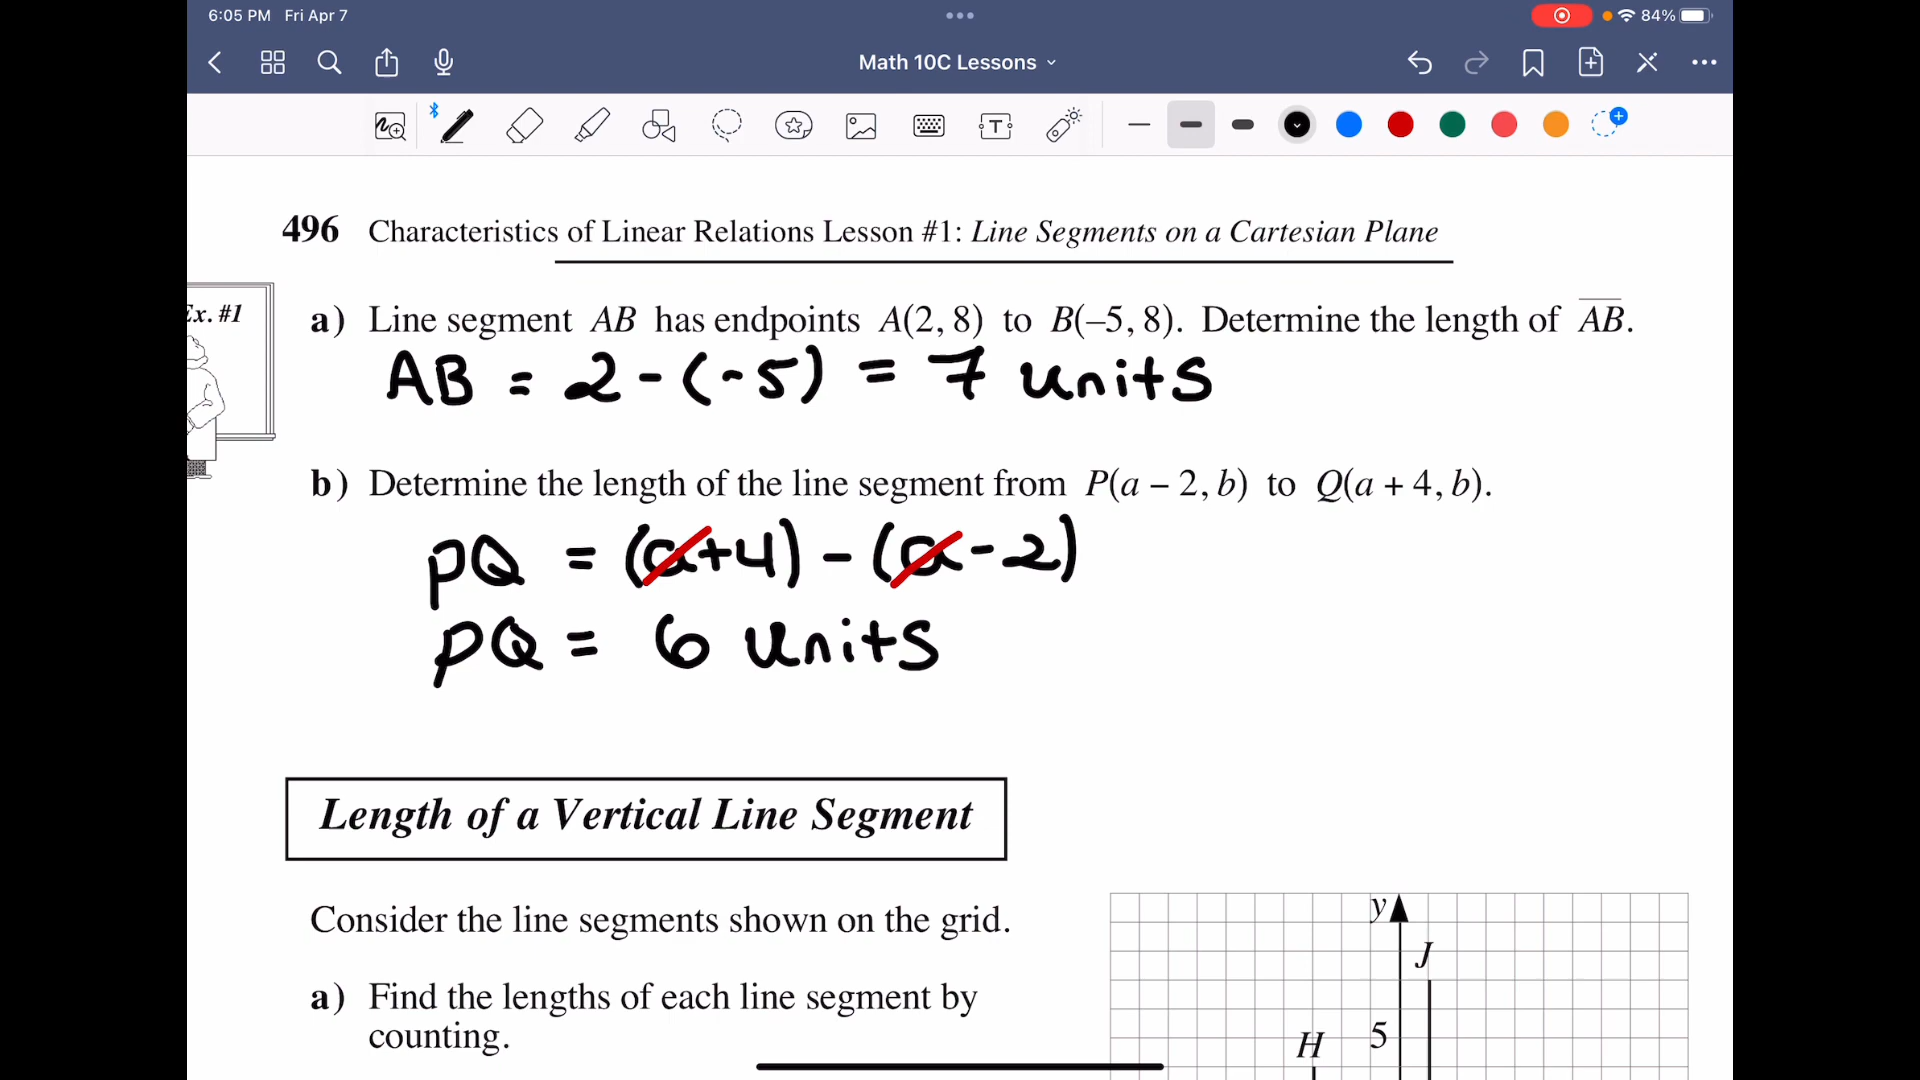 6:05 PM Fri Apr 7
84%
Math 10C Lessons
T
496 Characteristics of Linear Relations Lesson #1: Line Segments on a Cartesian Plane
Ex. #1
a) Line segment AB has endpoints A(2, 8) to B(–5, 8). Determine the length of A̅B̅.
AB = 2 - (-5) = 7 units
b) Determine the length of the line segment from P(a – 2, b) to Q(a + 4, b).
PQ = (a+4) - (a-2)
PQ = 6 units
Length of a Vertical Line Segment
Consider the line segments shown on the grid.
a) Find the lengths of each line segment by
counting.
y
J
H
5